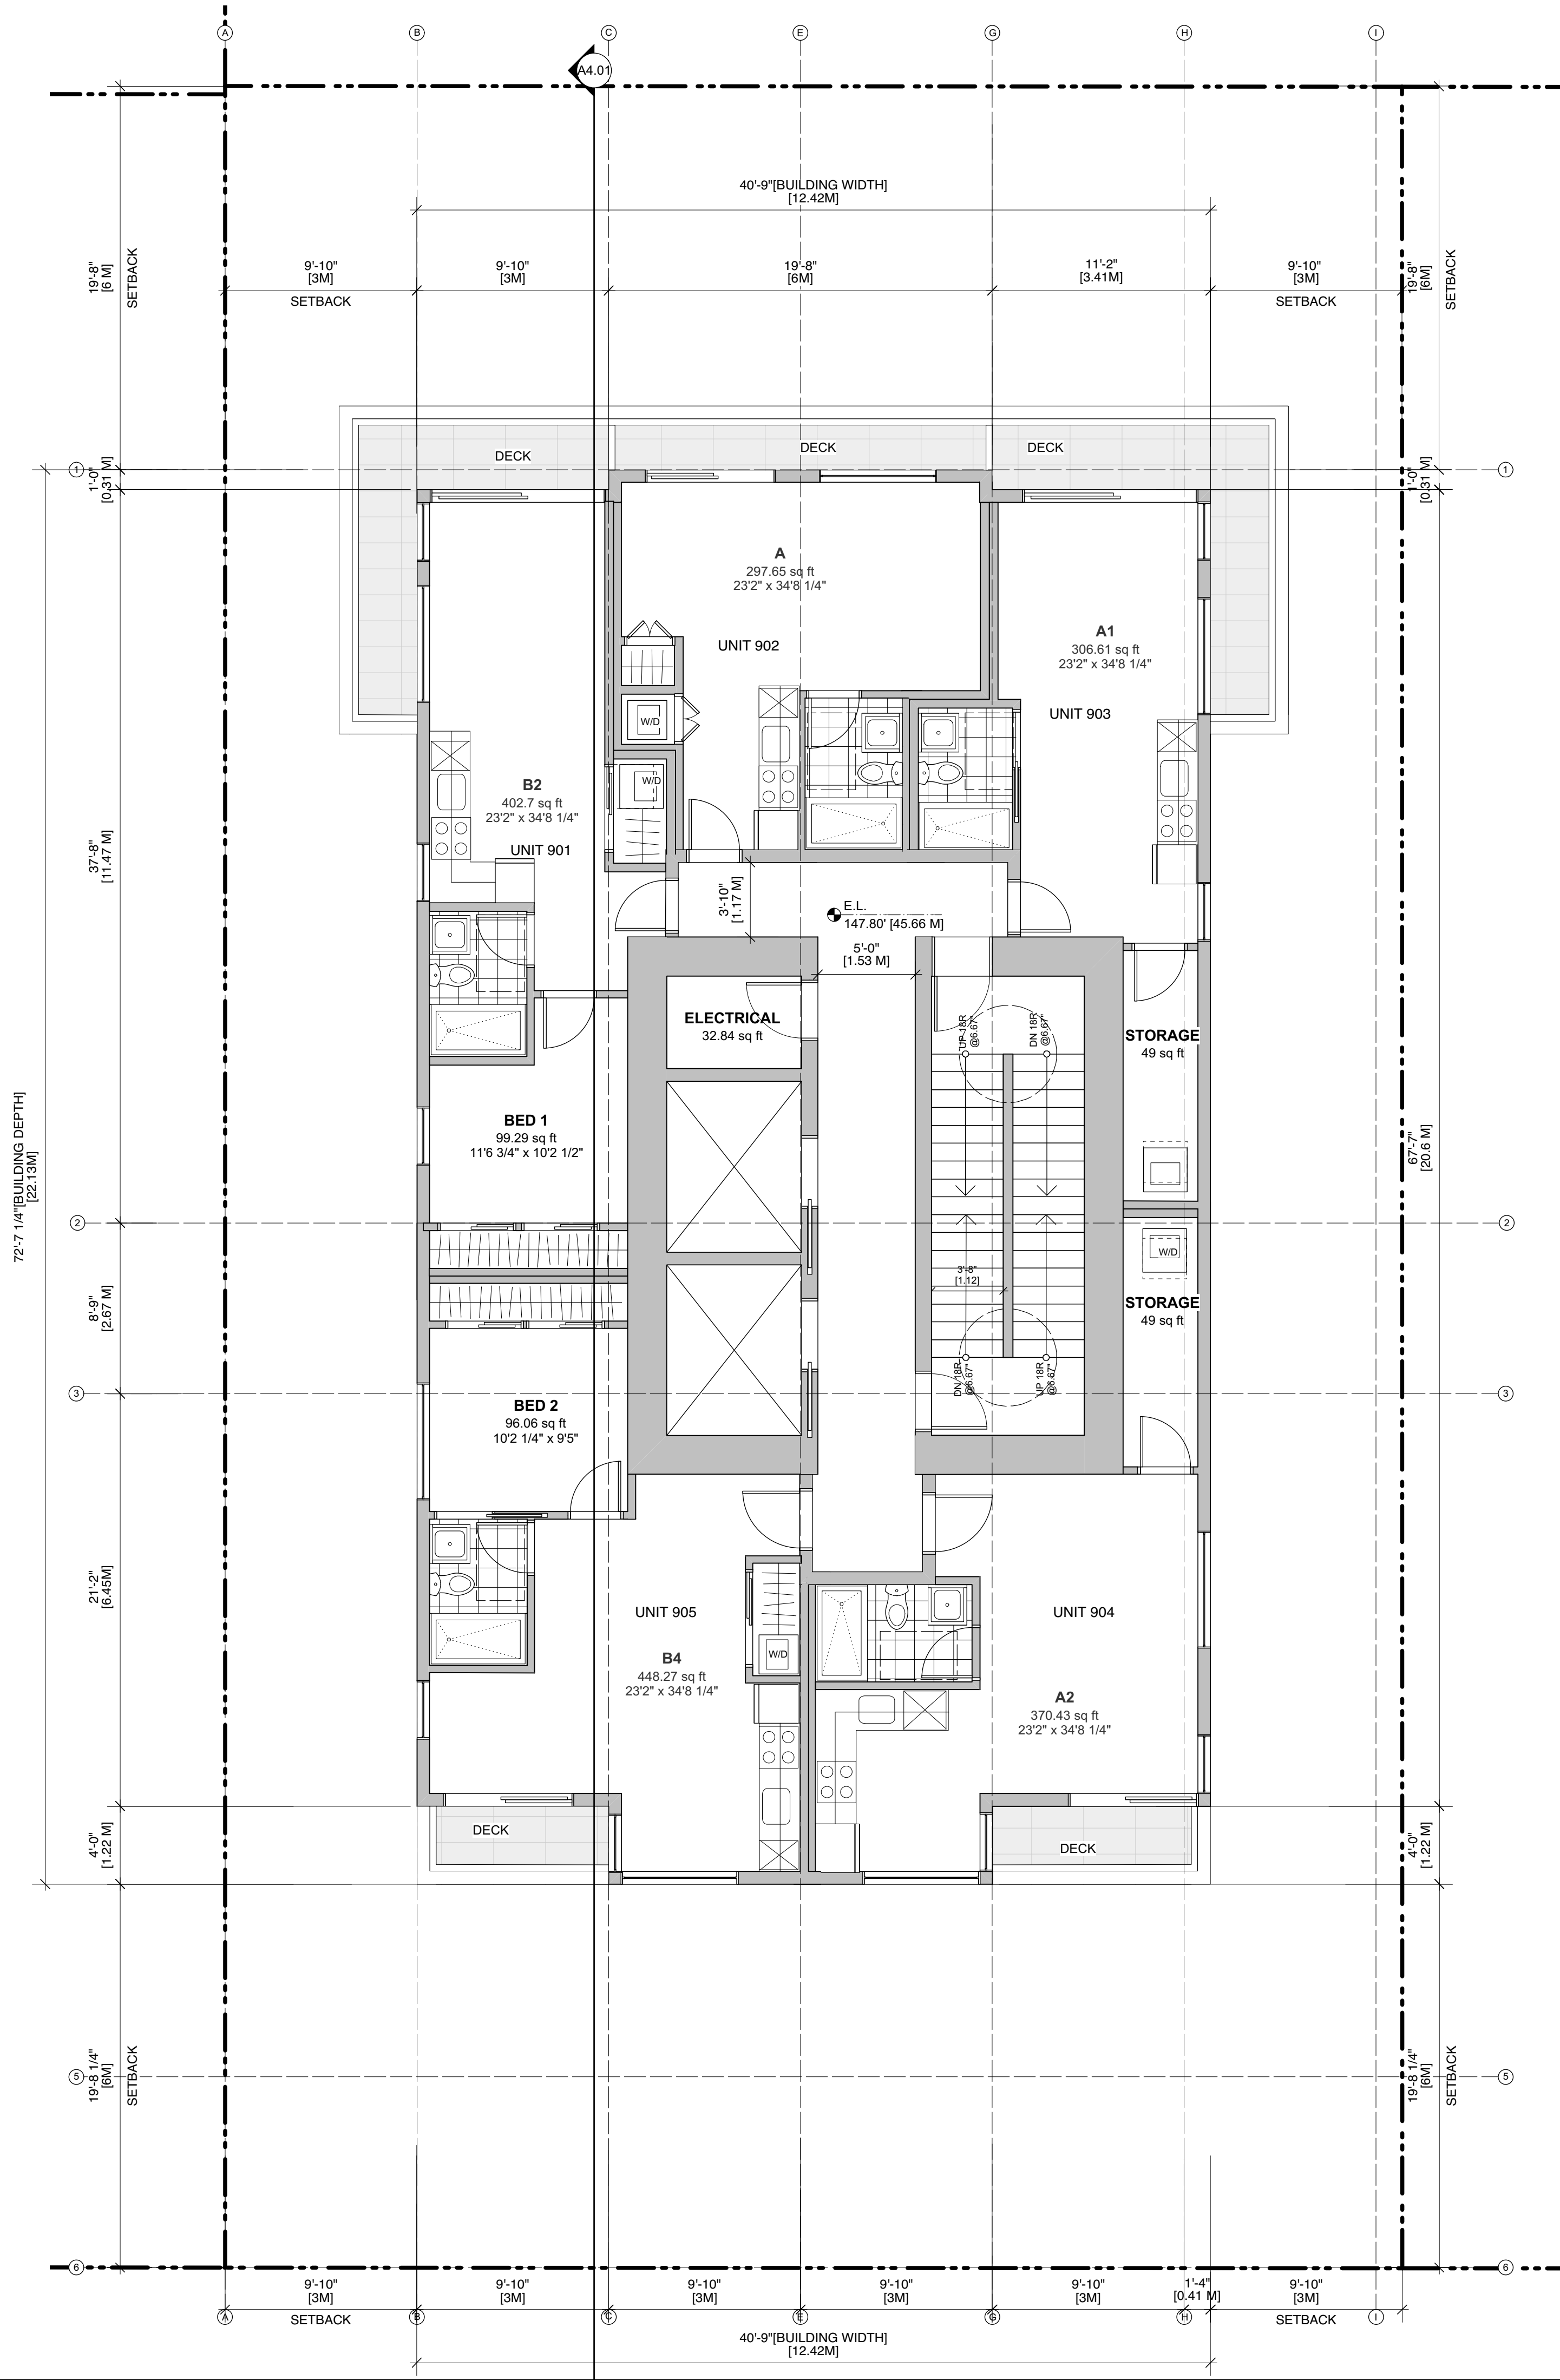 A
B
C
E
G
H
I
A4.01
40'-9"[BUILDING WIDTH]
[12.42M]
9'-10"
[3M]
SETBACK
9'-10"
[3M]
19'-8"
[6M]
11'-2"
[3.41M]
9'-10"
[3M]
SETBACK
19'-8"
[6 M]
SETBACK
19'-8"
[6M]
SETBACK
DECK
DECK
DECK
1
1'-0"
[0.31 M]
1'-0"
[0.31 M]
1
A
297.65 sq ft
23'2" x 34'8 1/4"
UNIT 902
A1
306.61 sq ft
23'2" x 34'8 1/4"
UNIT 903
W/D
W/D
B2
402.7 sq ft
23'2" x 34'8 1/4"
UNIT 901
37'-8"
[11.47 M]
3'-10"
[1.17 M]
E.L.
147.80' [45.66 M]
5'-0"
[1.53 M]
ELECTRICAL
32.84 sq ft
UP 18R
@6.67"
DN 18R
@6.67"
STORAGE
49 sq ft
BED 1
99.29 sq ft
11'6 3/4" x 10'2 1/2"
72'-7 1/4"[BUILDING DEPTH]
[22.13M]
67'-7"
[20.6 M]
2
2
W/D
3'-8"
[1.12]
STORAGE
49 sq ft
8'-9"
[2.67 M]
DN 18R
@6.67"
UP 18R
@6.67"
3
3
BED 2
96.06 sq ft
10'2 1/4" x 9'5"
21'-2"
[6.45M]
UNIT 905
B4
448.27 sq ft
23'2" x 34'8 1/4"
W/D
UNIT 904
A2
370.43 sq ft
23'2" x 34'8 1/4"
DECK
DECK
4'-0"
[1.22 M]
4'-0"
[1.22 M]
5
19'-8 1/4"
[6M]
SETBACK
19'-8 1/4"
[6M]
SETBACK
5
6
6
9'-10"
[3M]
SETBACK
9'-10"
[3M]
9'-10"
[3M]
9'-10"
[3M]
9'-10"
[3M]
1'-4"
[0.41 M]
9'-10"
[3M]
SETBACK
A
B
C
E
G
H
I
40'-9"[BUILDING WIDTH]
[12.42M]